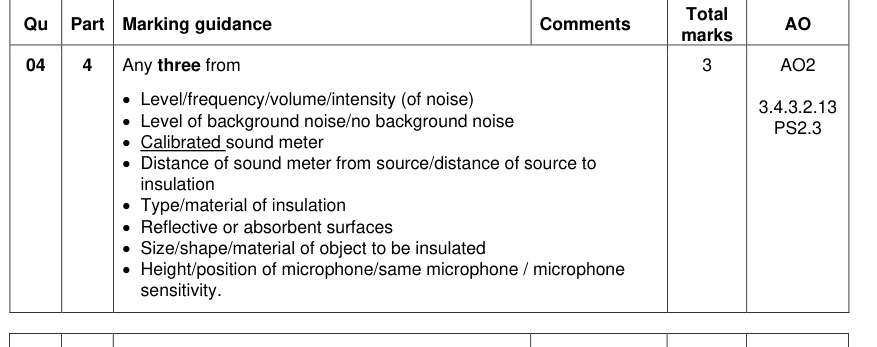 Qu Part Marking guidance Comments Total marks AO
04 4 Any three from 3 AO2
• Level/frequency/volume/intensity (of noise)
• Level of background noise/no background noise
• Calibrated sound meter
• Distance of sound meter from source/distance of source to
insulation
• Type/material of insulation
• Reflective or absorbent surfaces
• Size/shape/material of object to be insulated
• Height/position of microphone/same microphone / microphone
sensitivity.
3.4.3.2.13
PS2.3